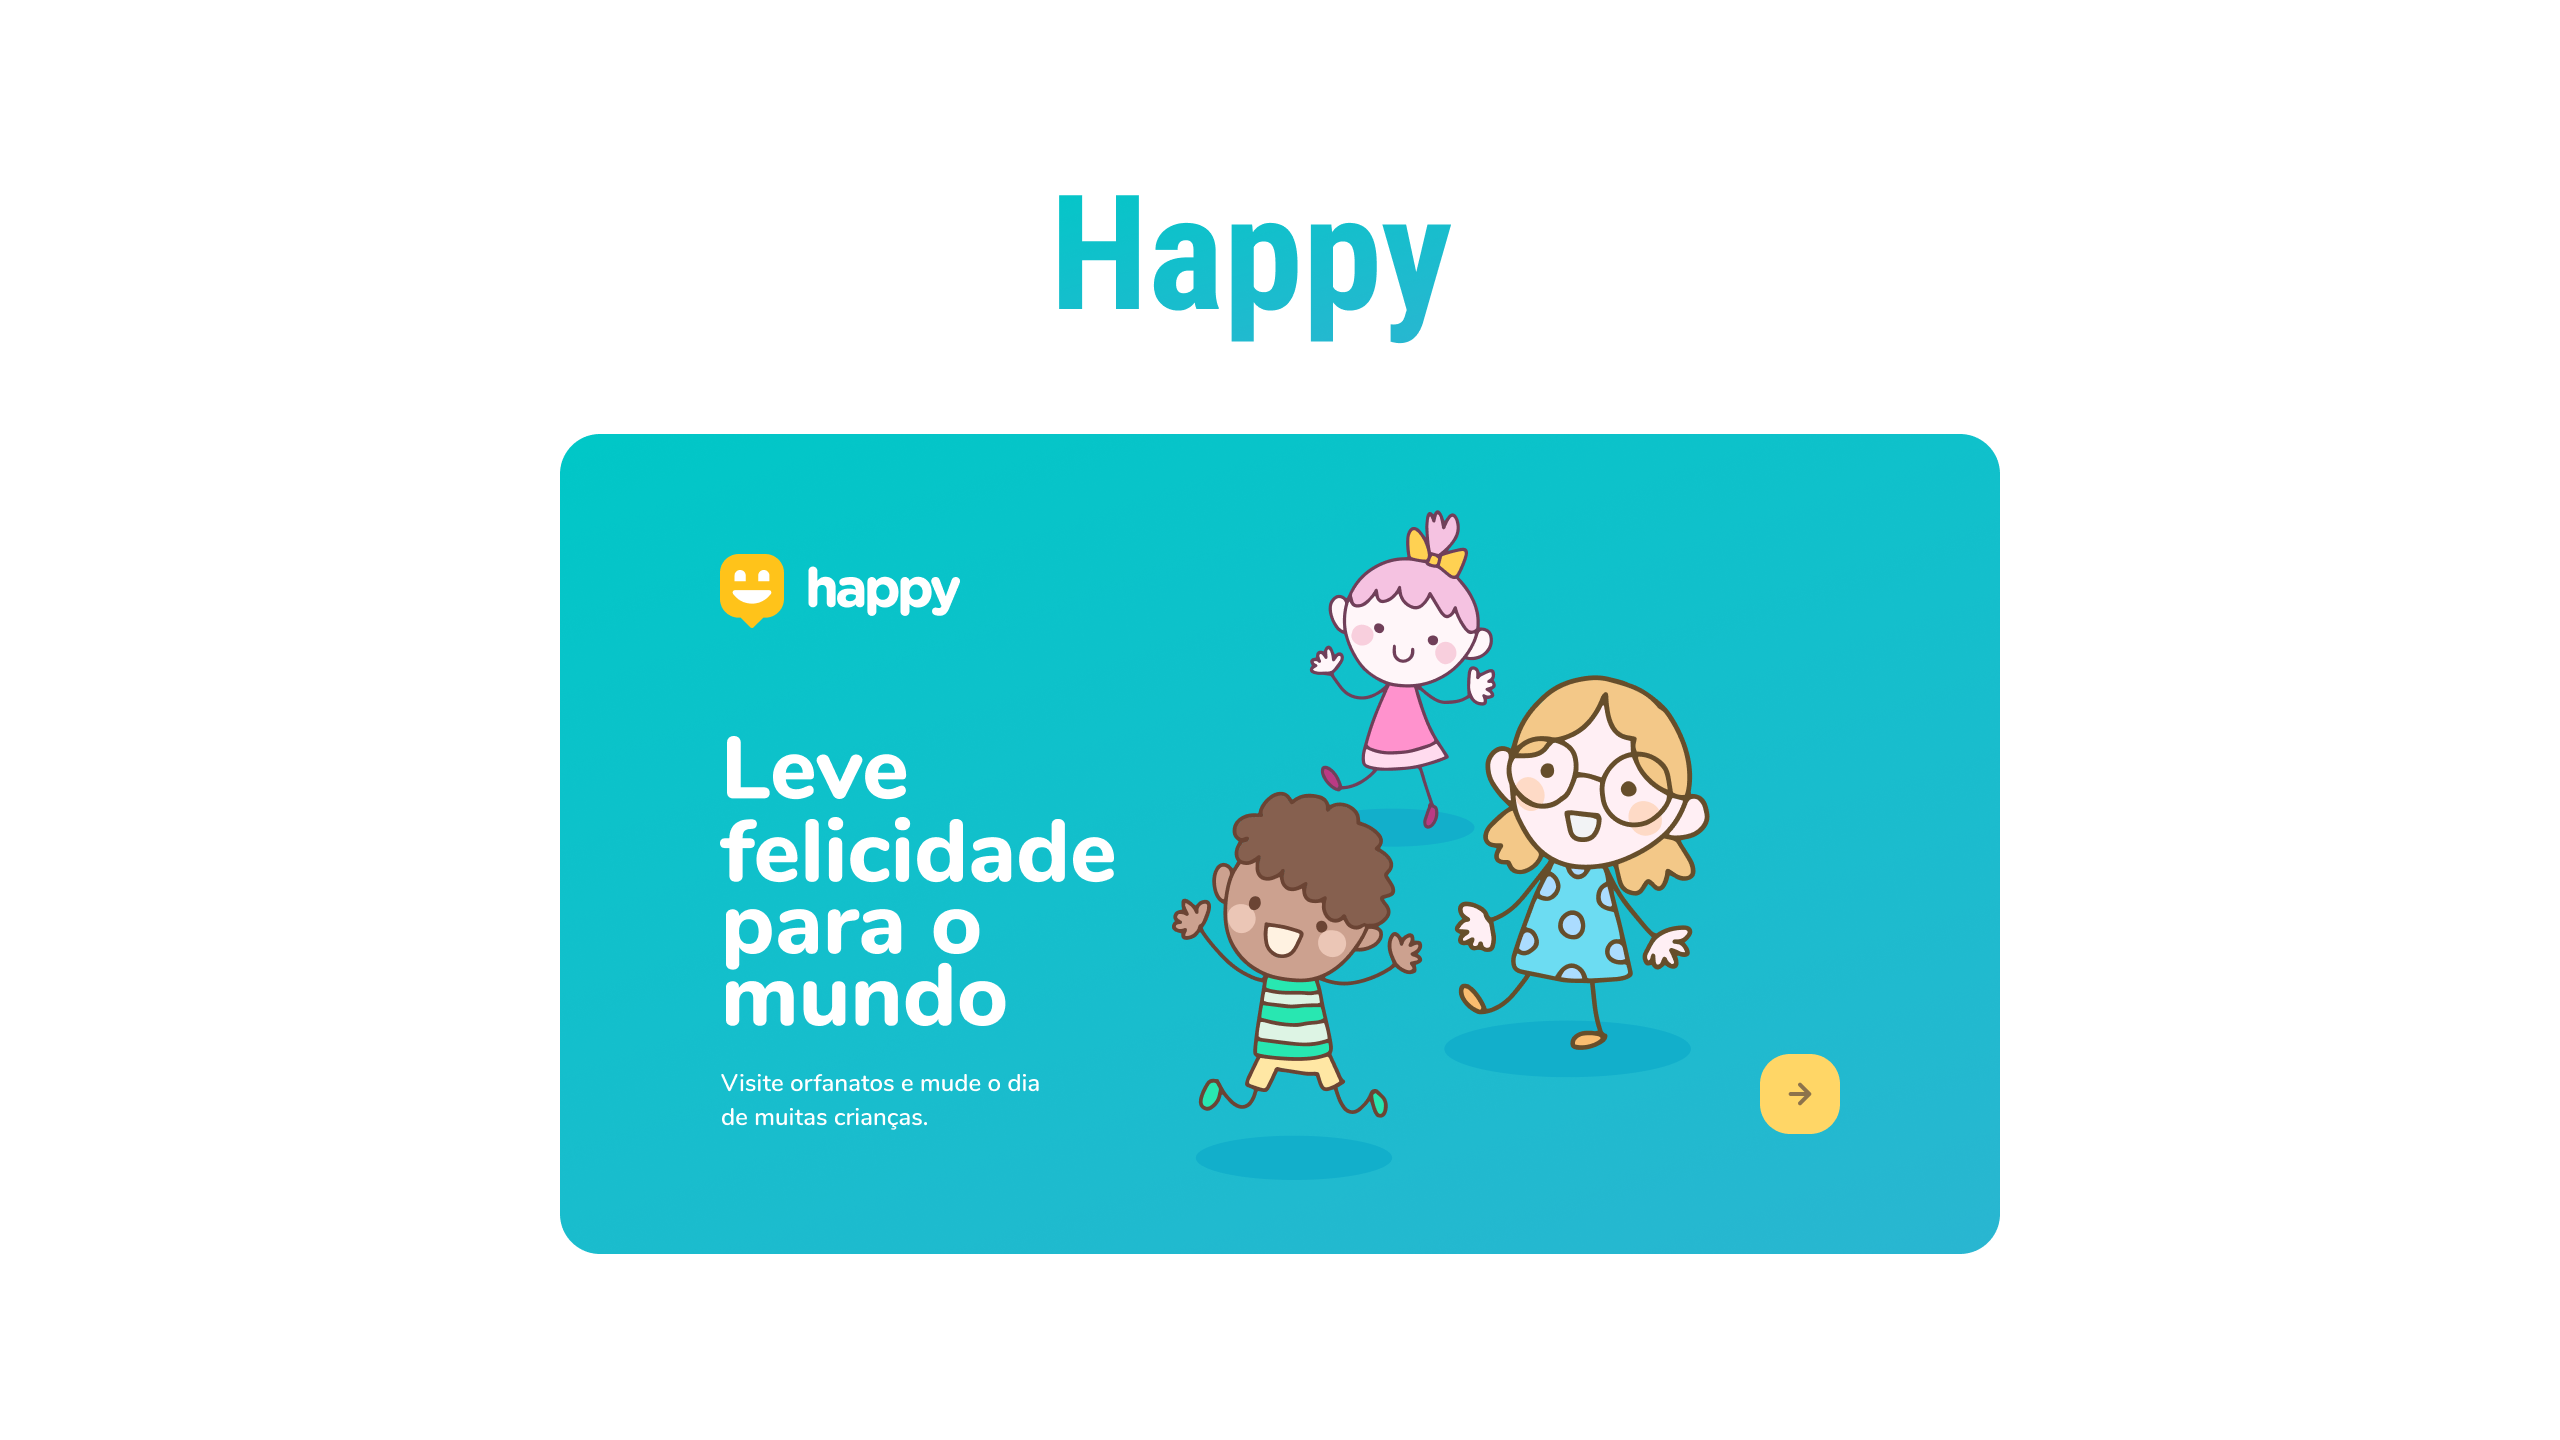 Happy
happy
Leve
felicidade
para o
mundo
Visite orfanatos e mude o dia
de muitas crianças.